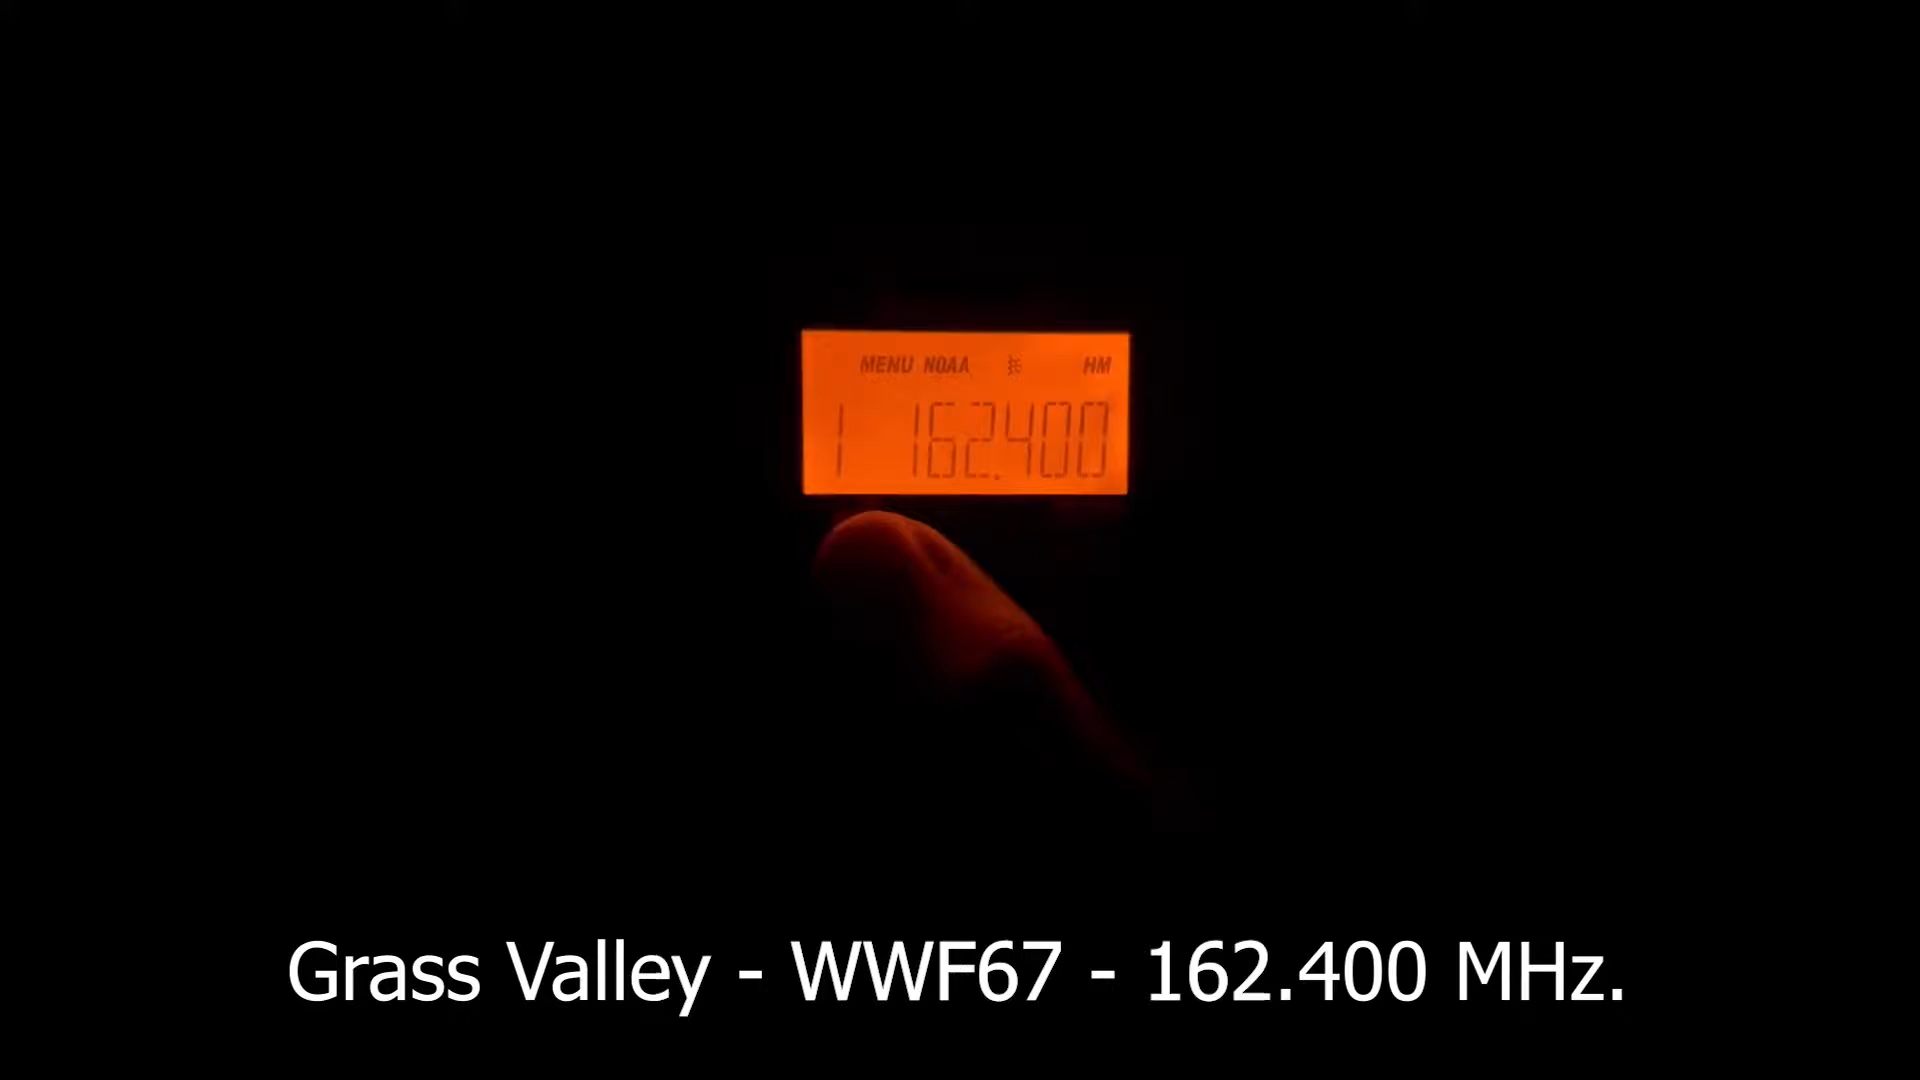 MENU NOAA HM
1 162.400
Grass Valley - WWF67 - 162.400 MHz.